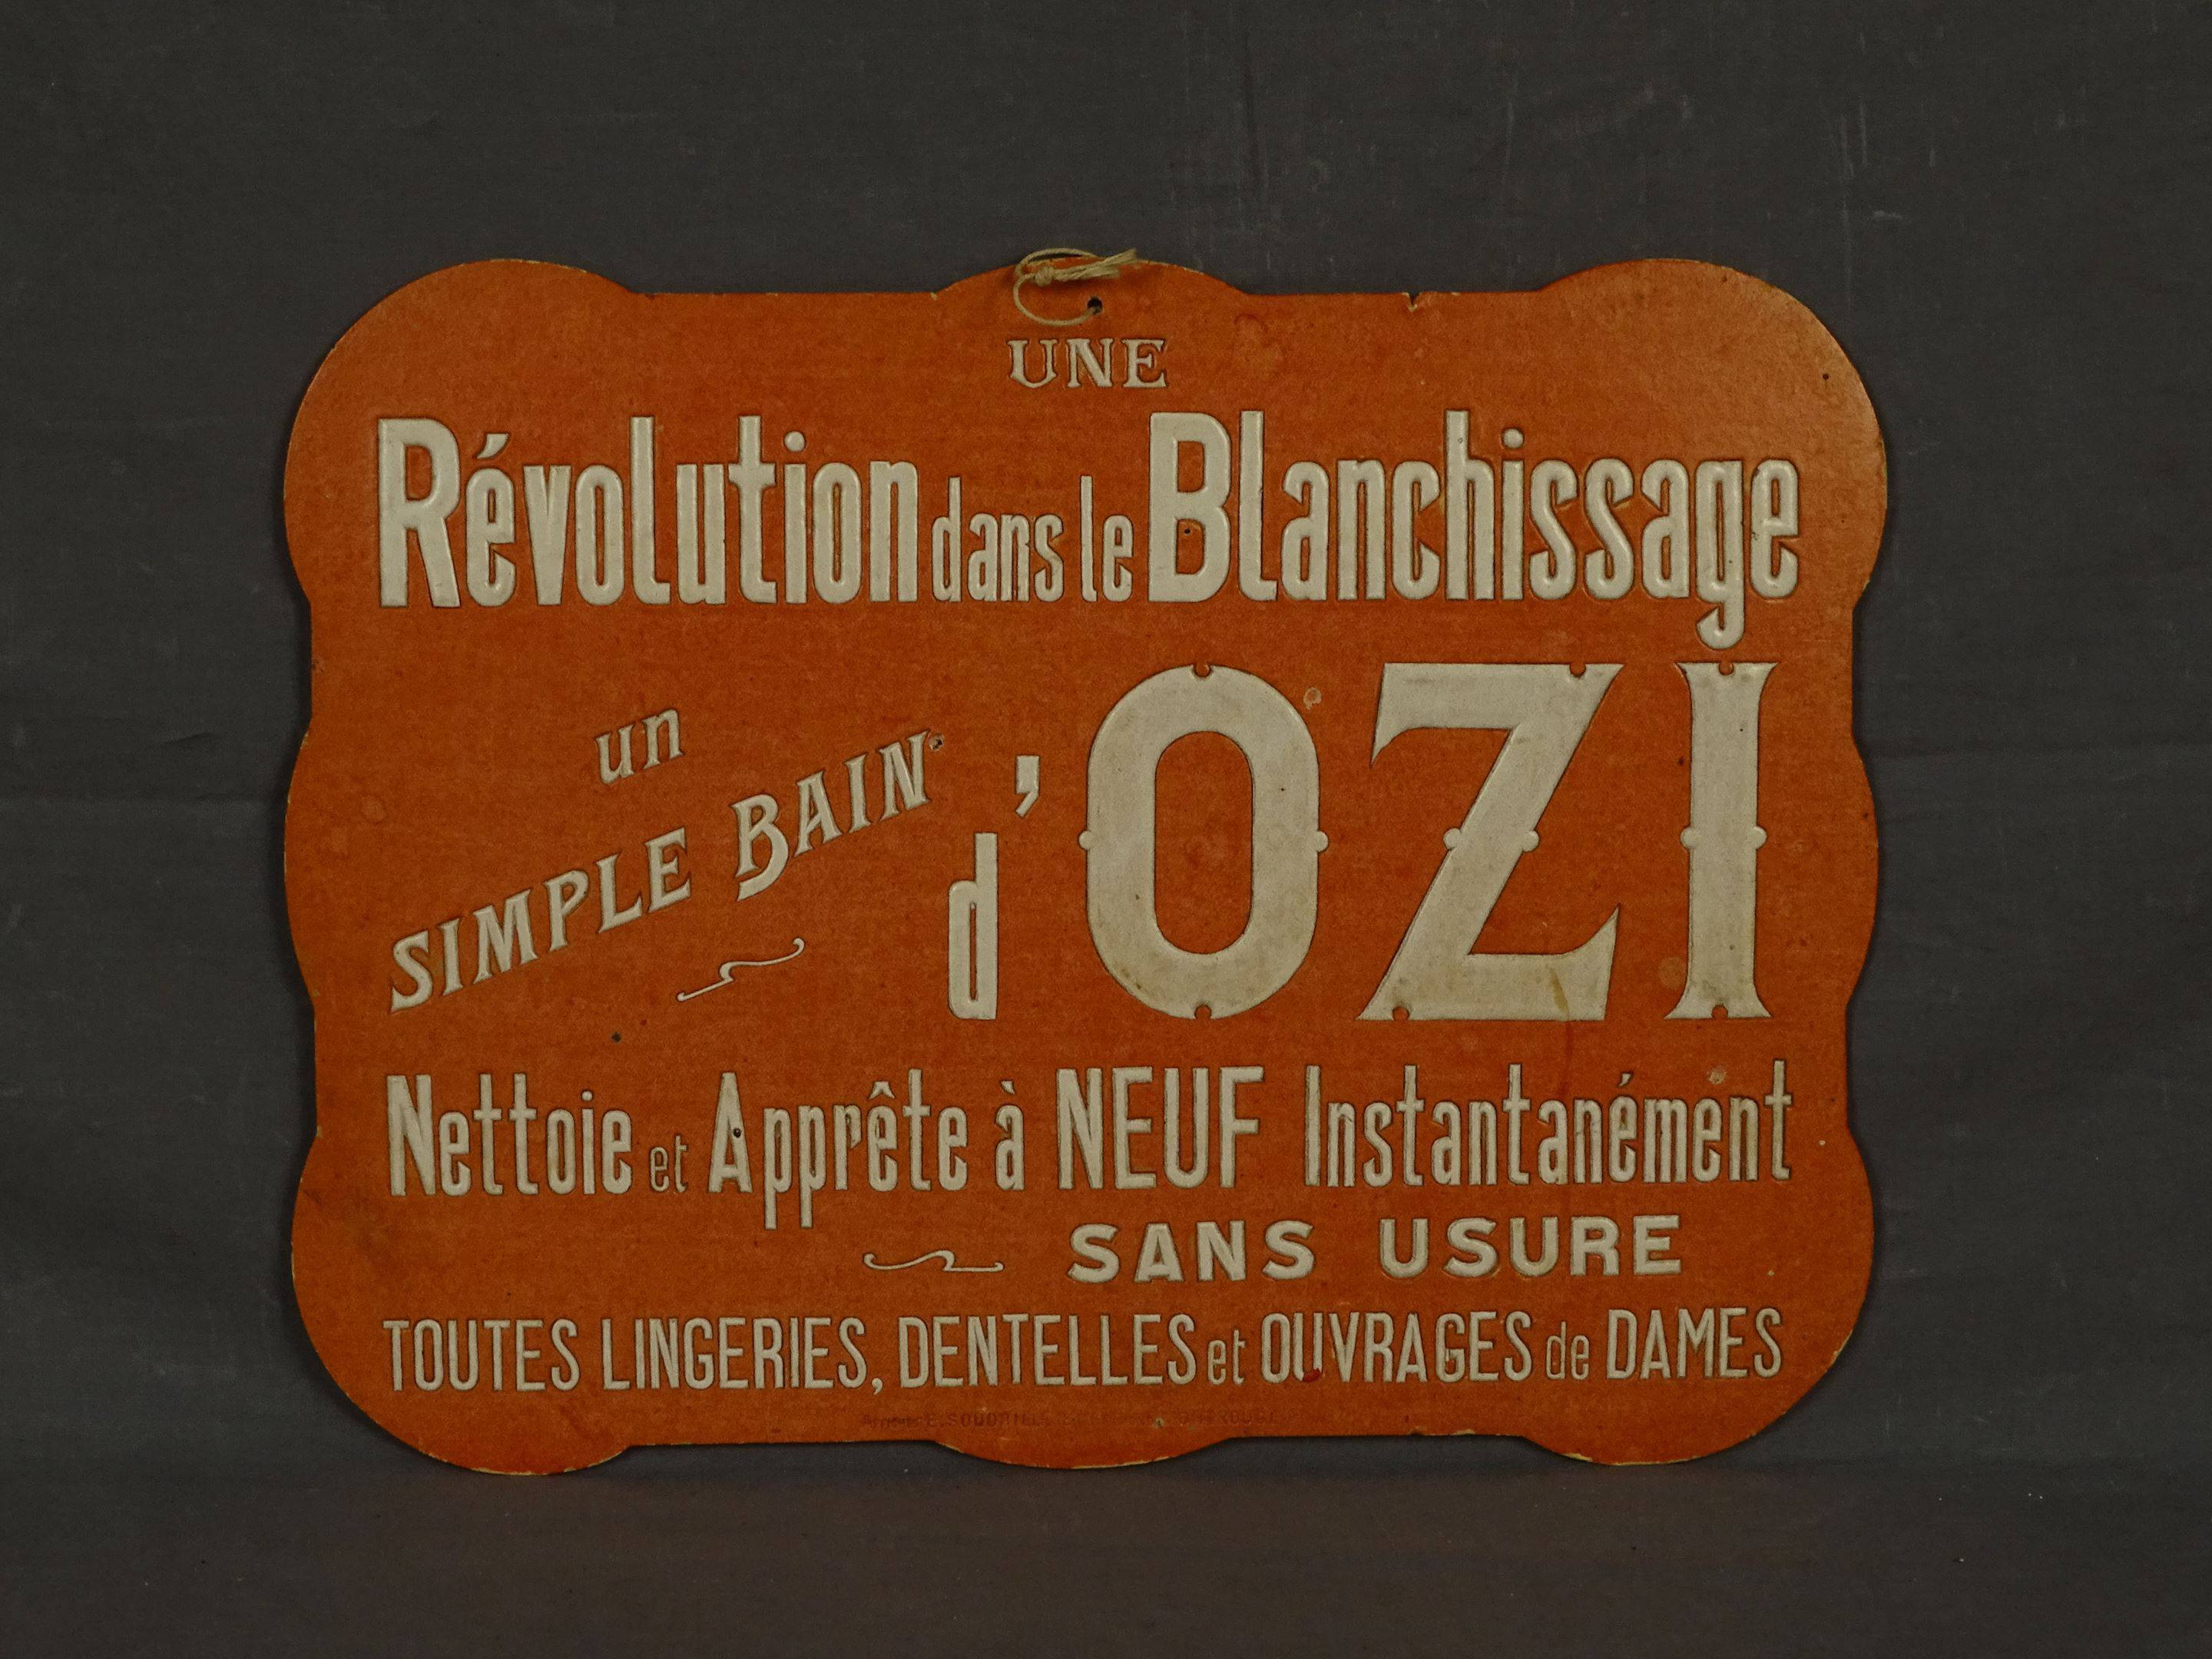 UNE
Révolution dans le Blanchissage
un
SIMPLE BAIN d'OZI
Nettoie et Apprête à NEUF Instantanément
SANS USURE
TOUTES LINGERIES, DENTELLES et OUVRAGES de DAMES